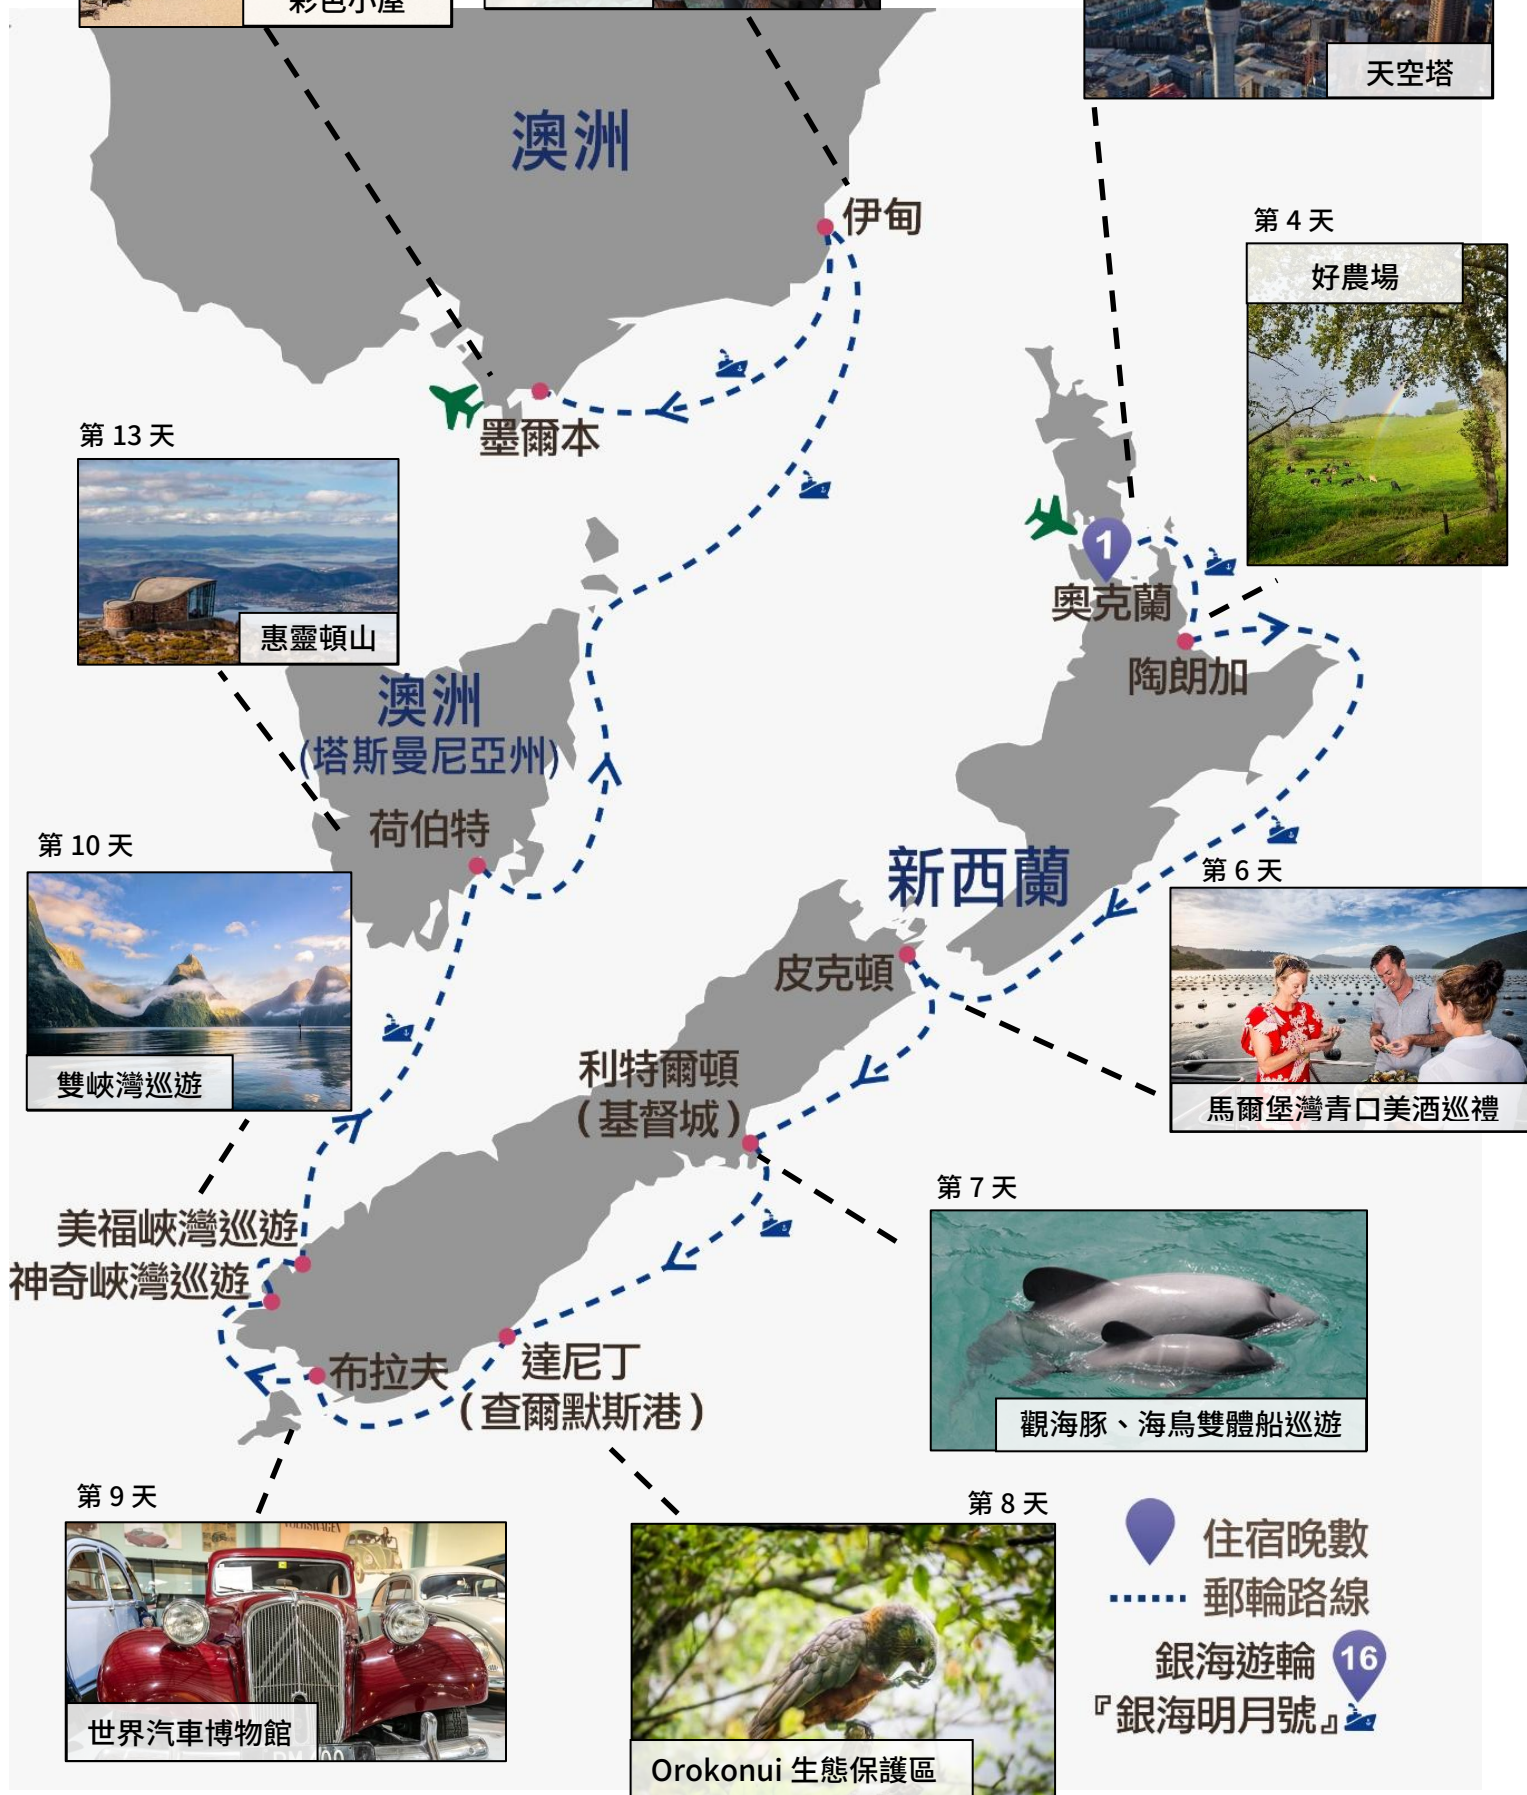 彩色小屋
天空塔
澳洲
伊甸
第 4 天
好農場
墨爾本
第 13 天
惠靈頓山
1
奧克蘭
陶朗加
澳洲
(塔斯曼尼亞州)
荷伯特
第 10 天
雙峽灣巡遊
新西蘭
第 6 天
馬爾堡灣青口美酒巡禮
皮克頓
利特爾頓
(基督城)
第 7 天
觀海豚、海鳥雙體船巡遊
美福峽灣巡遊
神奇峽灣巡遊
布拉夫
達尼丁
(查爾默斯港)
第 9 天
VOLKSWAGEN
世界汽車博物館
第 8 天
Orokonui 生態保護區
住宿晚數
郵輪路線
銀海遊輪 16
『銀海明月號』